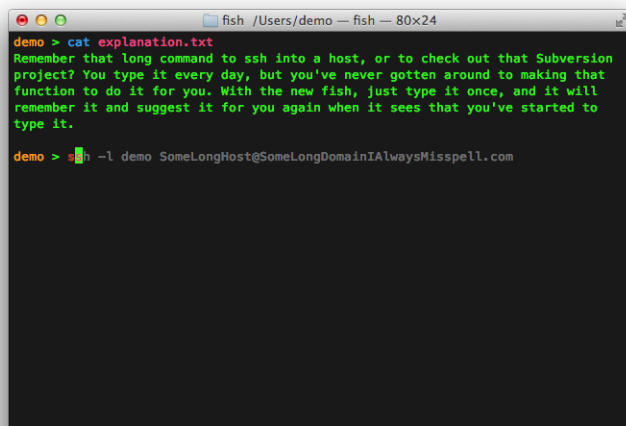 fish /Users/demo — fish — 80×24
demo > cat explanation.txt
Remember that long command to ssh into a host, or to check out that Subversion
project? You type it every day, but you've never gotten around to making that
function to do it for you. With the new fish, just type it once, and it will
remember it and suggest it for you again when it sees that you've started to
type it.
demo > ssh -l demo SomeLongHost@SomeLongDomainIAlwaysMisspell.com